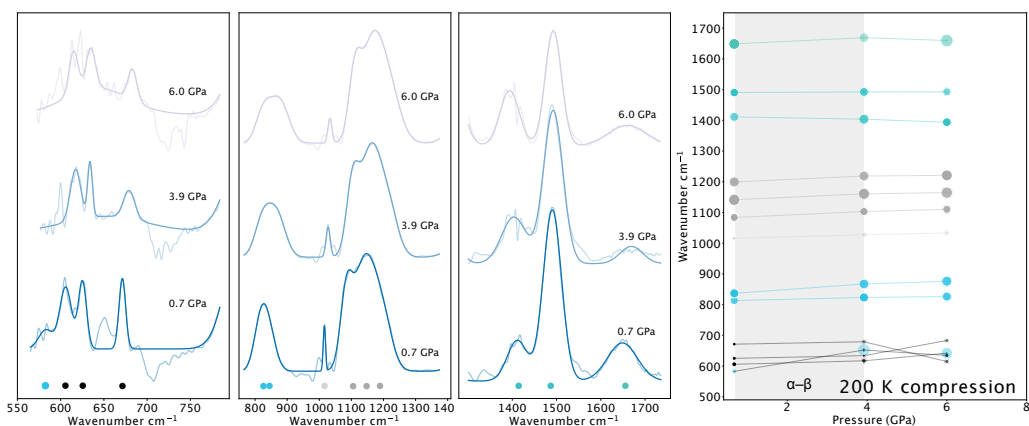 6.0 GPa
3.9 GPa
0.7 GPa
550 600 650 700 750
Wavenumber cm⁻¹
6.0 GPa
3.9 GPa
0.7 GPa
800 900 1000 1100 1200 1300 140
Wavenumber cm⁻¹
6.0 GPa
3.9 GPa
0.7 GPa
1400 1500 1600 1700
Wavenumber cm⁻¹
Wavenumber cm⁻¹
1700
1600
1500
1400
1300
1200
1100
1000
900
800
700
600
500
α–β
200 K compression
2 4 6 8
Pressure (GPa)